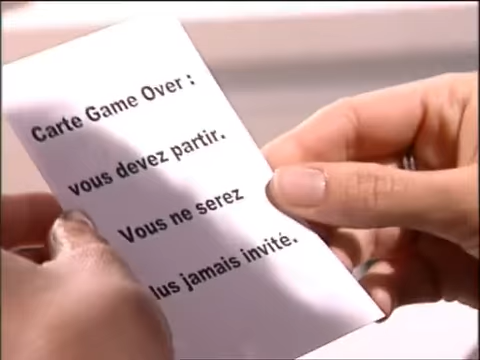 Carte Game Over :
vous devez partir.
Vous ne serez
lus jamais invité.